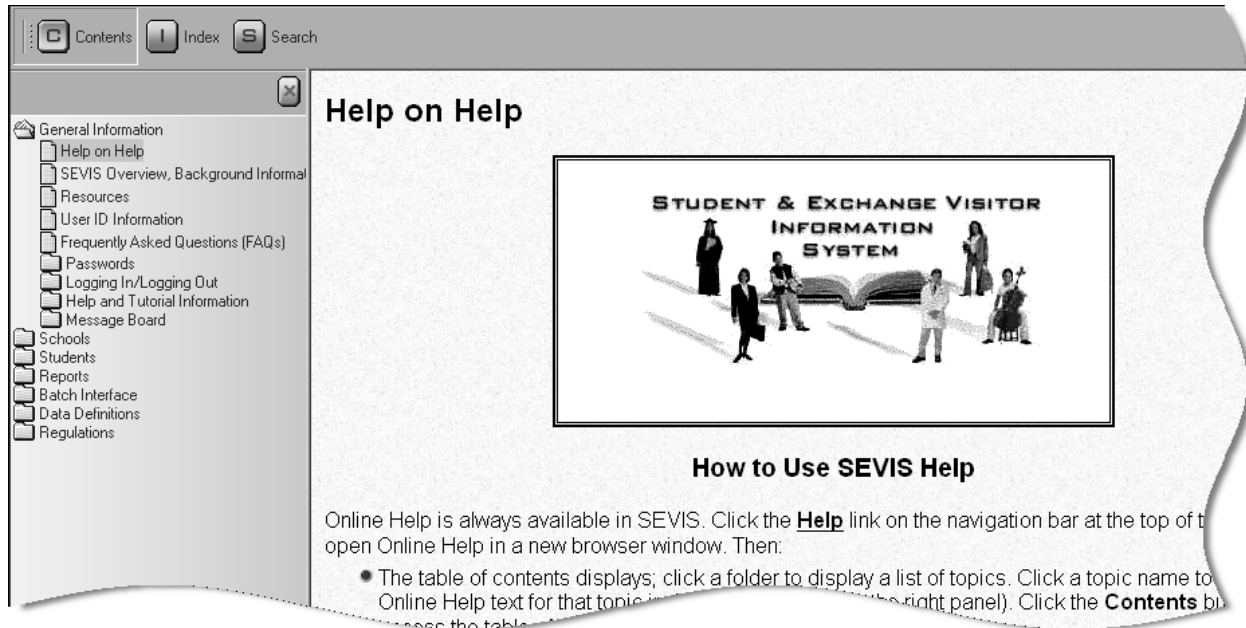 C Contents I Index S Search
General Information
Help on Help
SEVIS Overview, Background Informat
Resources
User ID Information
Frequently Asked Questions (FAQs)
Passwords
Logging In/Logging Out
Help and Tutorial Information
Message Board
Schools
Students
Reports
Batch Interface
Data Definitions
Regulations
Help on Help
STUDENT & EXCHANGE VISITOR
INFORMATION
SYSTEM
How to Use SEVIS Help
Online Help is always available in SEVIS. Click the Help link on the navigation bar at the top of t
open Online Help in a new browser window. Then:
The table of contents displays; click a folder to display a list of topics. Click a topic name to
Online Help text for that topic right panel). Click the Contents bu
the table